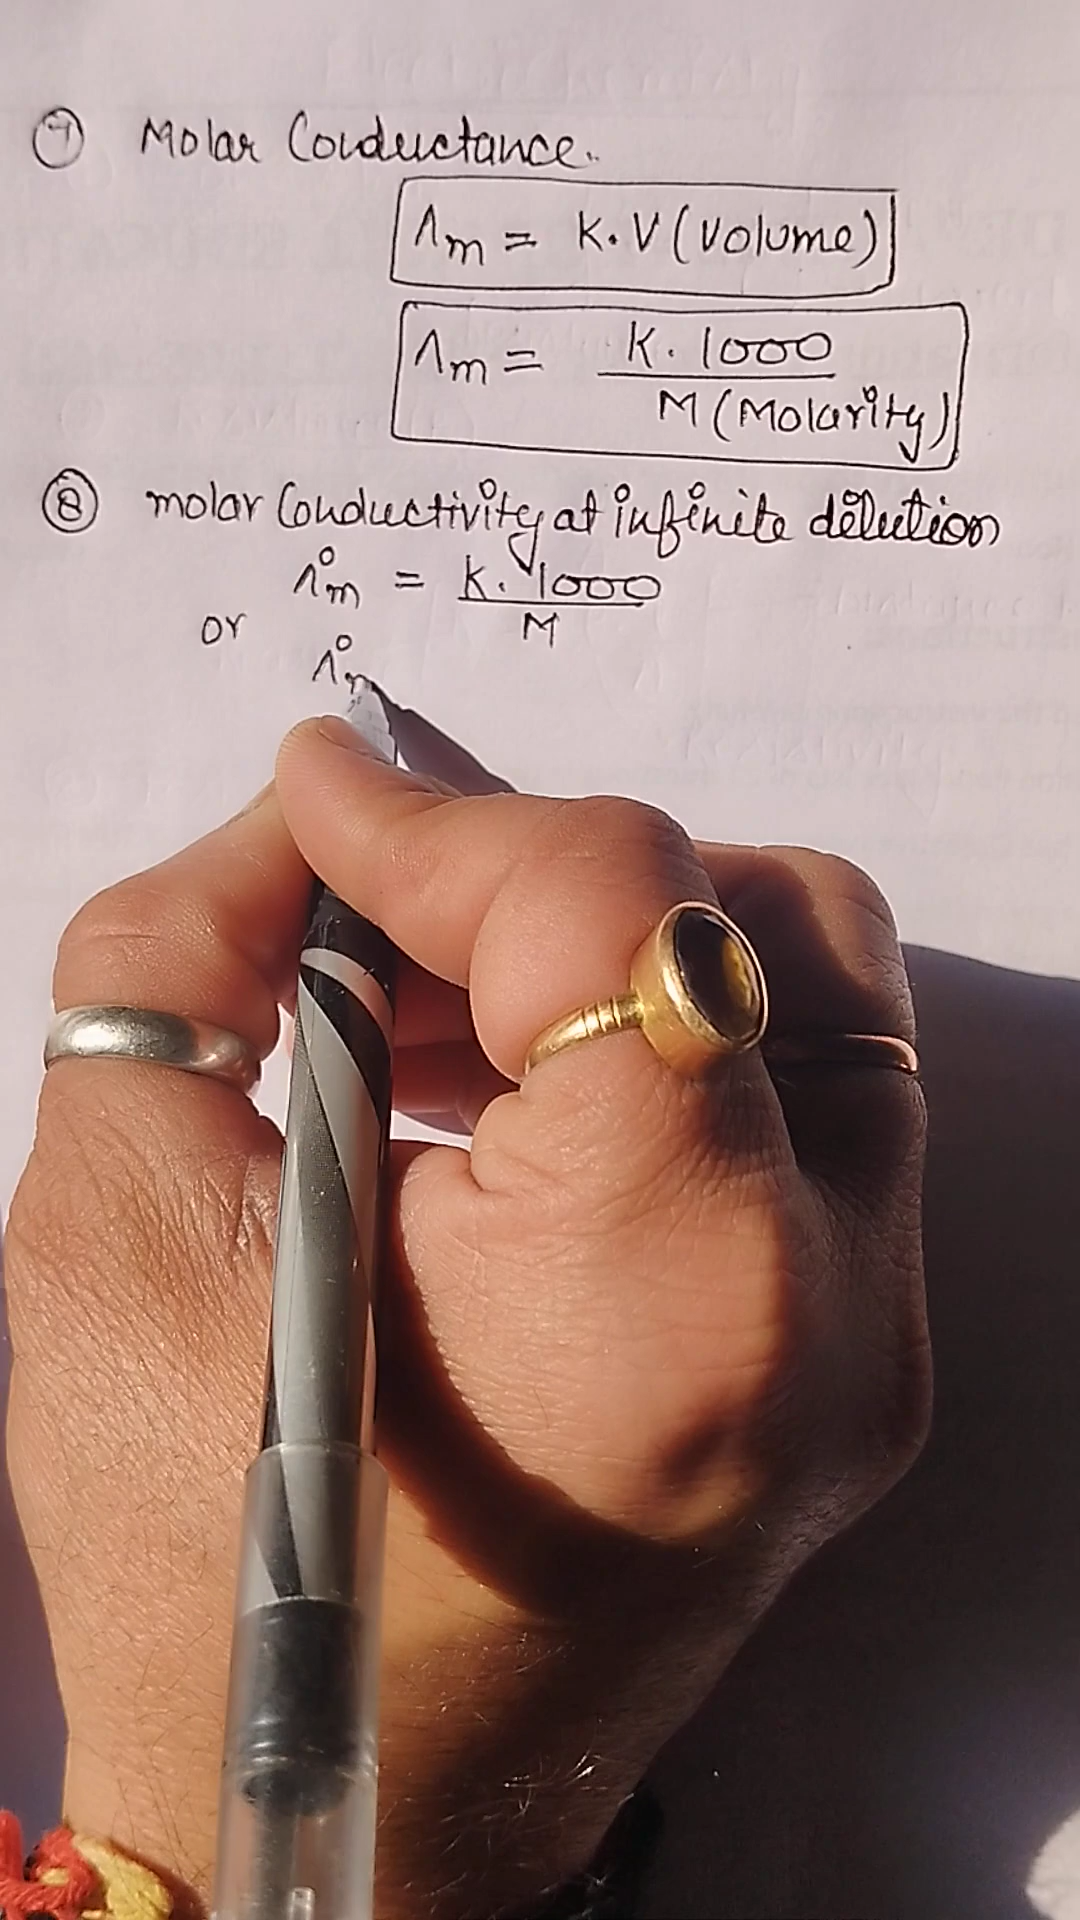 ⑦ Molar Conductance..
Λm = K.V (Volume)
Λm = K. 1000
M (Molarity)
⑧ molar Conductivity at infinite dilution
Λ°m = K. 1000
M
or Λ°m